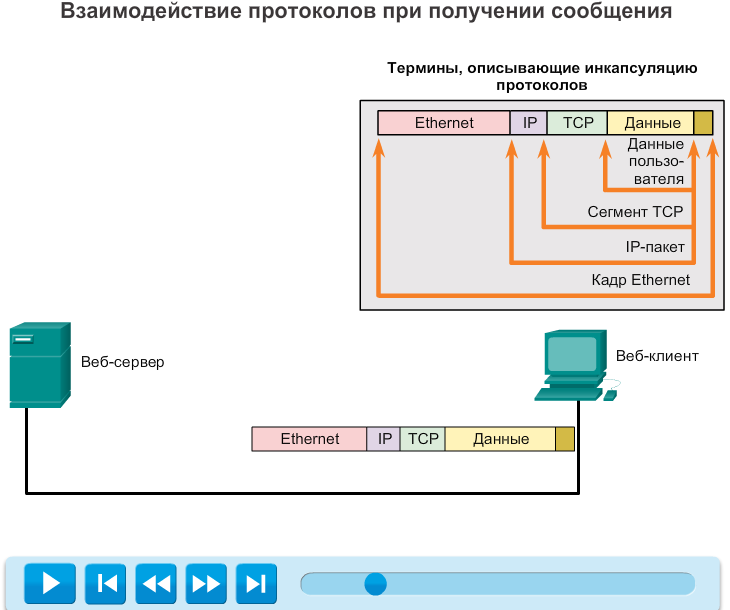 Взаимодействие протоколов при получении сообщения
Термины, описывающие инкапсуляцию
протоколов
Ethernet IP TCP Данные
Данные
пользо-
вателя
Сегмент TCP
IP-пакет
Кадр Ethernet
Веб-сервер
Веб-клиент
Ethernet IP TCP Данные